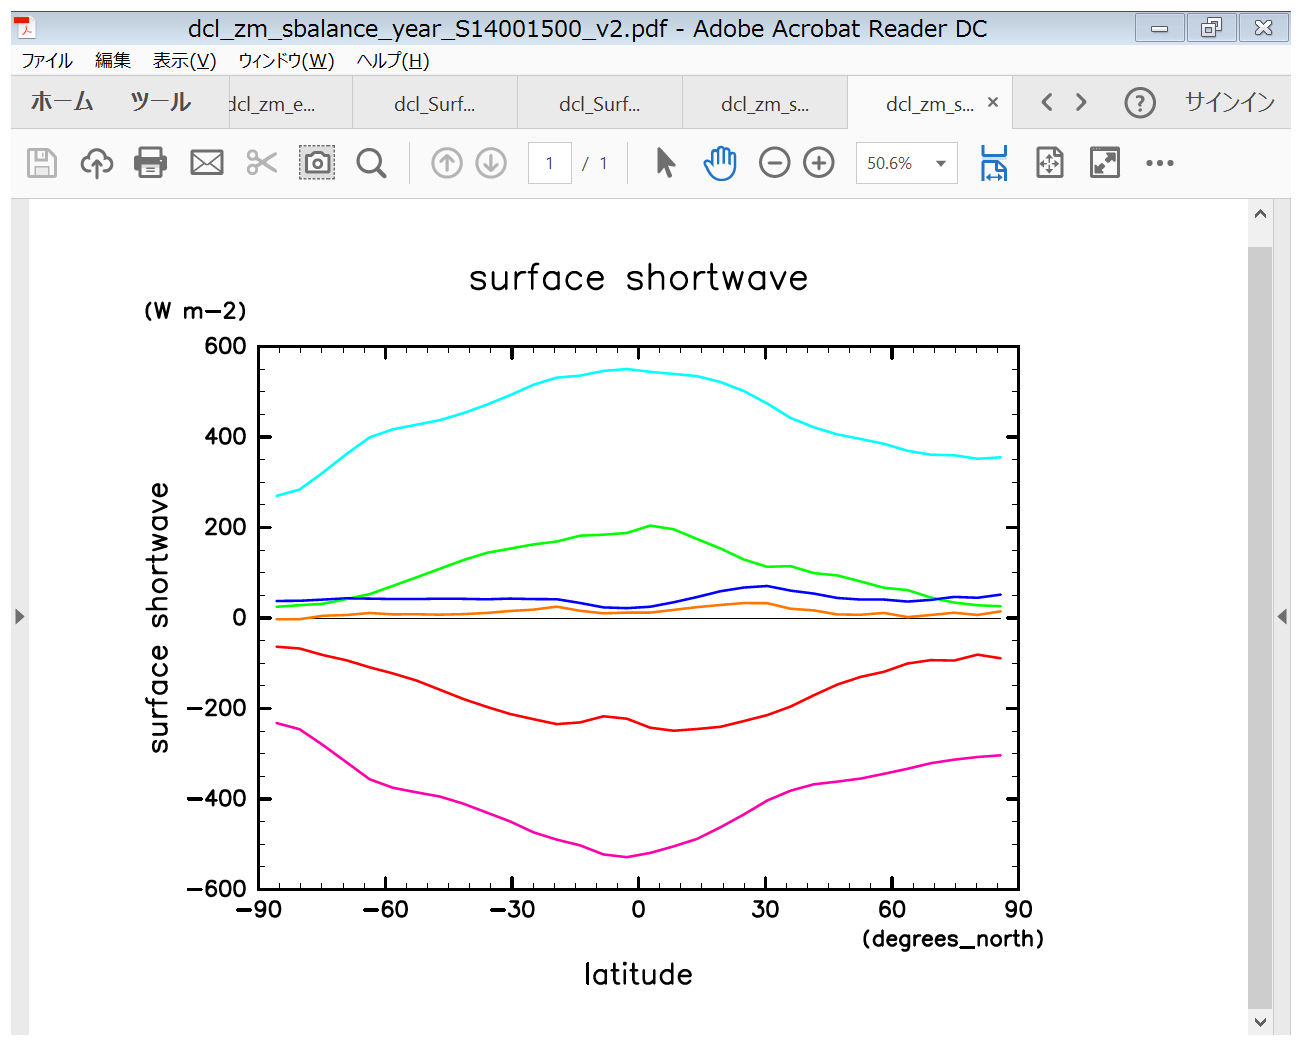 dcl_zm_sbalance_year_S14001500_v2.pdf - Adobe Acrobat Reader DC
ファイル 編集 表示(V) ウィンドウ(W) ヘルプ(H)
ホーム ツール dcl_zm_e... dcl_Surf... dcl_Surf... dcl_zm_s... dcl_zm_s... × ? サインイン
1 / 1 50.6%
surface shortwave
(W m−2)
600
400
200
0
−200
−400
−600
surface shortwave
−90 −60 −30 0 30 60 90
(degrees_north)
latitude